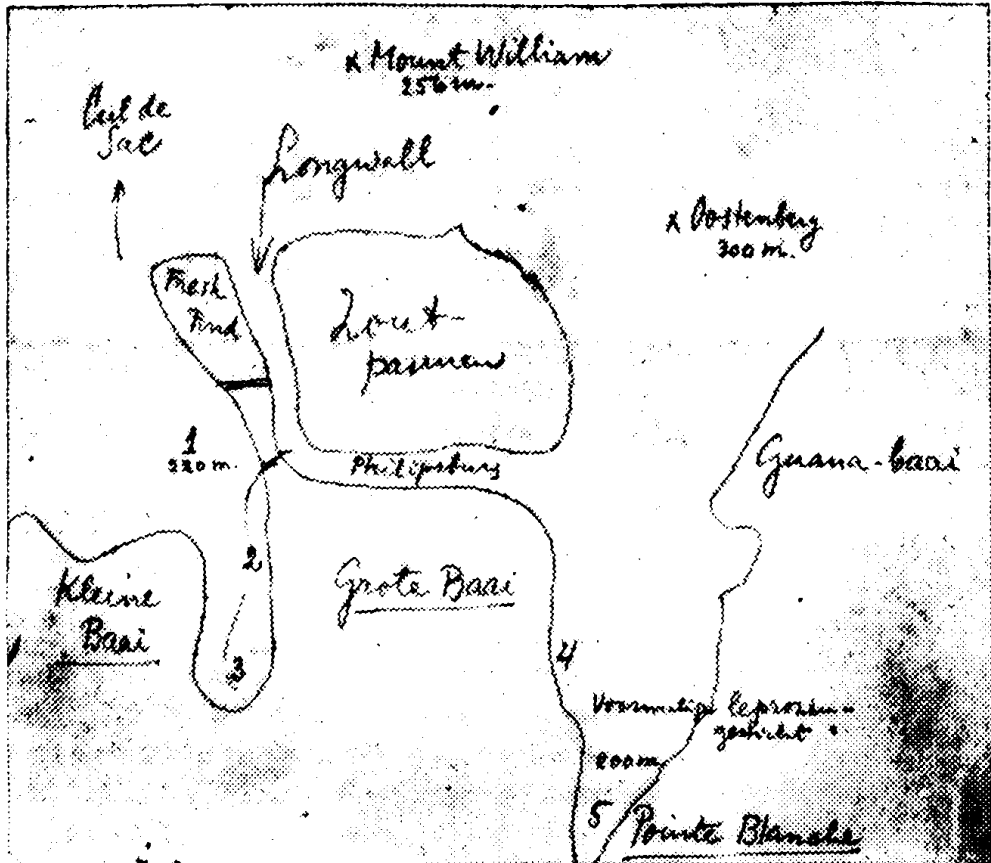 x Mount William
256 m.
Cul de
Sac
Longwall
x Oostenberg
300 m.
Fresh
Pond
Zout-
pannen
1
220 m.
Philipsburg
Guana-baai
2
Kleine
Baai
Grote Baai
3
4
Voormalige leprozen-
gesticht
200 m
5
Pointe Blanche